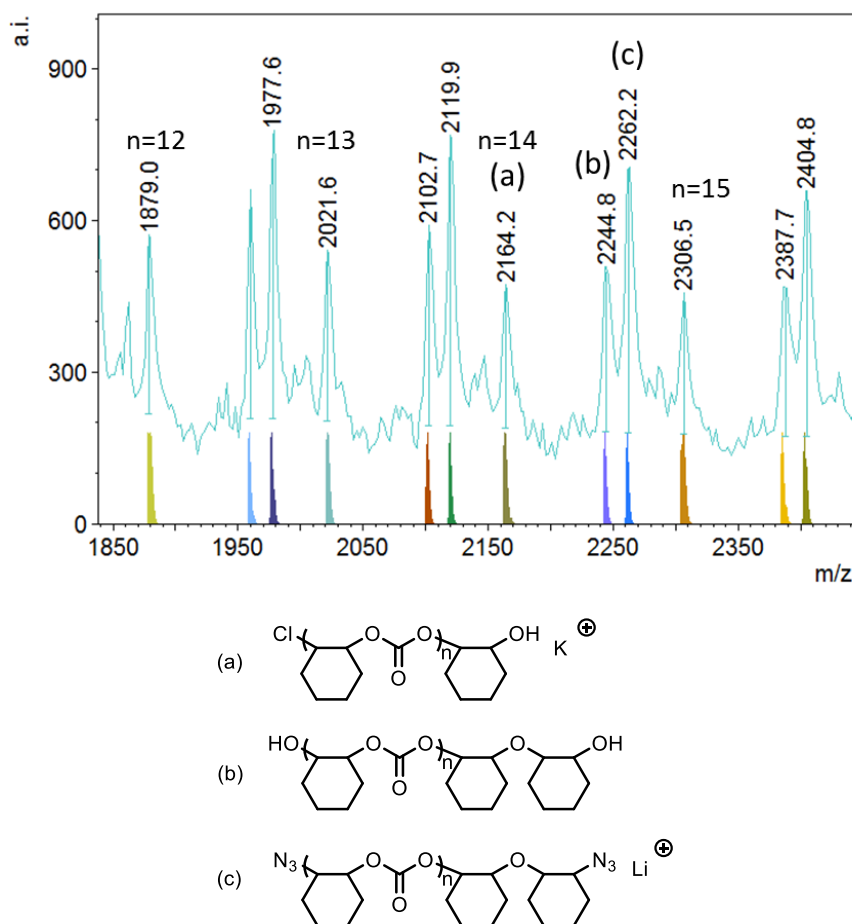 a.i.
900
600
300
0
1850
1950
2050
2150
2250
2350
m/z
n=12
n=13
n=14
n=15
(a)
(b)
(c)
1879.0
1977.6
2021.6
2102.7
2119.9
2164.2
2244.8
2262.2
2306.5
2387.7
2404.8
(a) Cl ( O O O ) n OH K ⊕
(b) HO ( O O O ) n O OH
(c) N3 ( O O O ) n O N3 Li ⊕